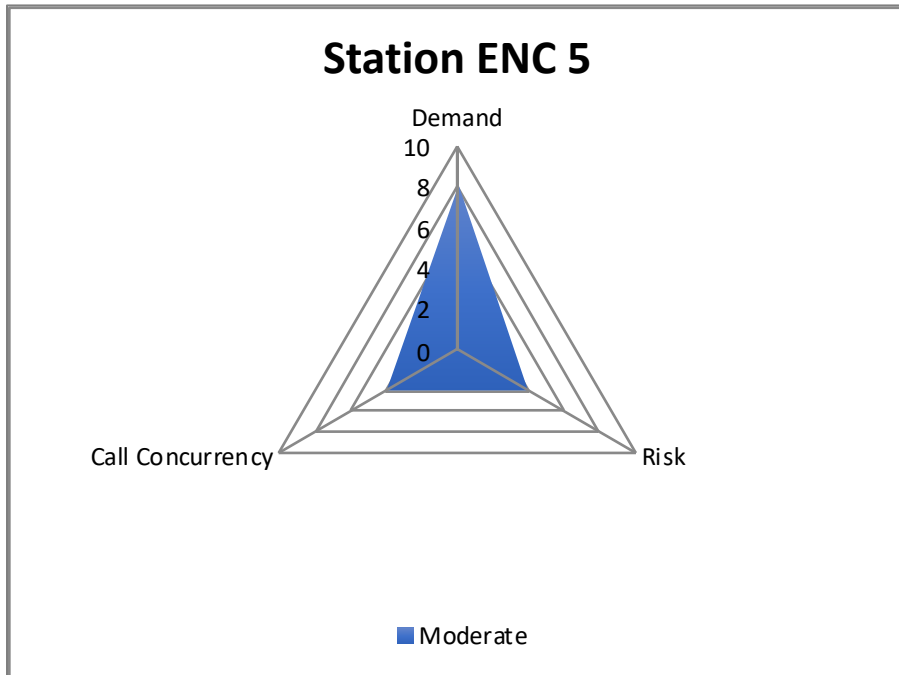 Station ENC 5
Demand
10
8
6
4
2
0
Call Concurrency
Risk
Moderate